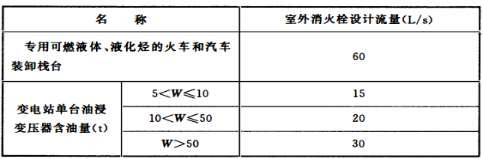 名 称
室外消火栓设计流量(L/s)
专用可燃液体、液化烃的火车和汽车
装卸栈台
60
变电站单台油浸
变压器含油量(t)
5<W≤10
15
10<W≤50
20
W>50
30